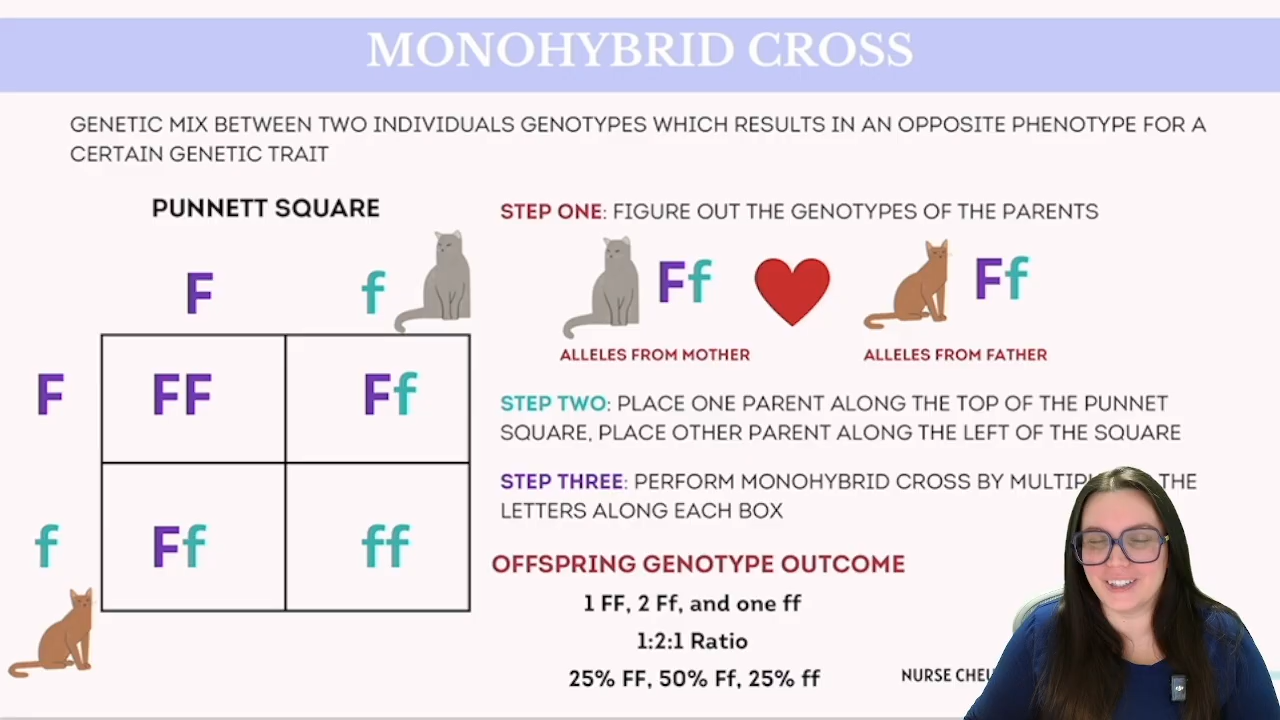 MONOHYBRID CROSS
GENETIC MIX BETWEEN TWO INDIVIDUALS GENOTYPES WHICH RESULTS IN AN OPPOSITE PHENOTYPE FOR A
CERTAIN GENETIC TRAIT
PUNNETT SQUARE
F f
F FF Ff
f Ff ff
STEP ONE: FIGURE OUT THE GENOTYPES OF THE PARENTS
Ff Ff
ALLELES FROM MOTHER ALLELES FROM FATHER
STEP TWO: PLACE ONE PARENT ALONG THE TOP OF THE PUNNET
SQUARE, PLACE OTHER PARENT ALONG THE LEFT OF THE SQUARE
STEP THREE: PERFORM MONOHYBRID CROSS BY THE
LETTERS ALONG EACH BOX
OFFSPRING GENOTYPE OUTCOME
1 FF, 2 Ff, and one ff
1:2:1 Ratio
25% FF, 50% Ff, 25% ff
NURSE